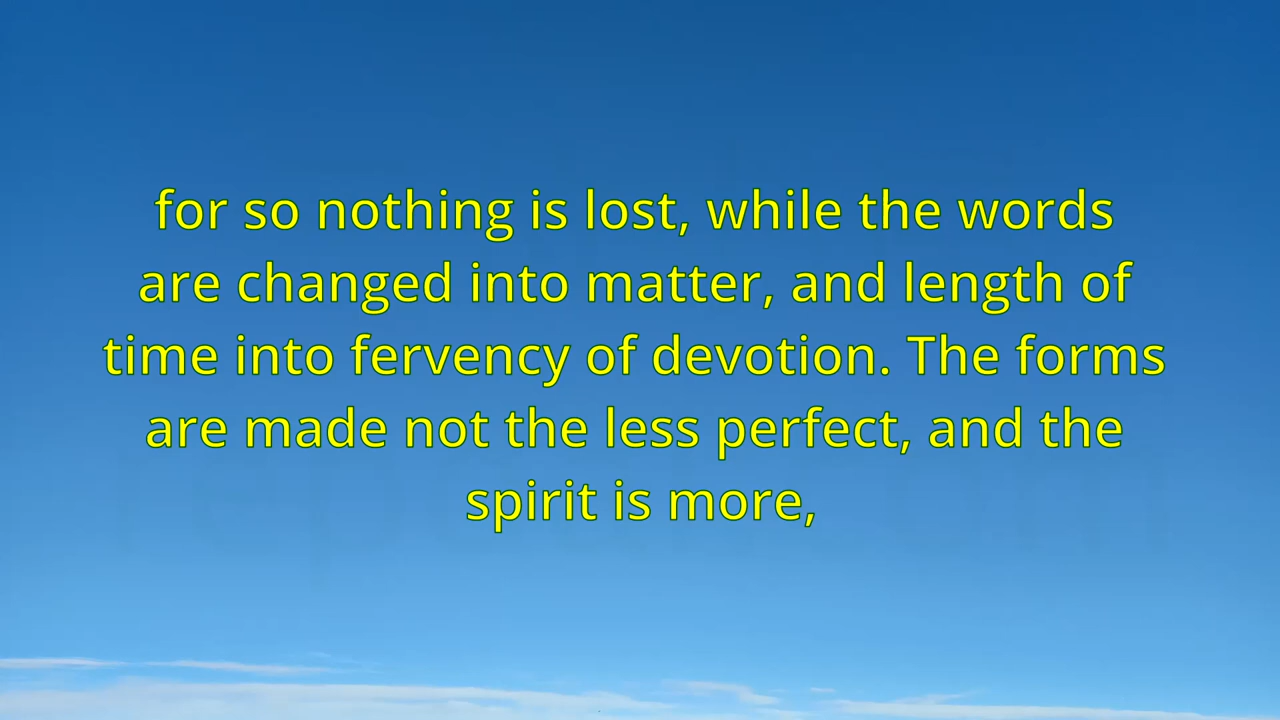 for so nothing is lost, while the words
are changed into matter, and length of
time into fervency of devotion. The forms
are made not the less perfect, and the
spirit is more,